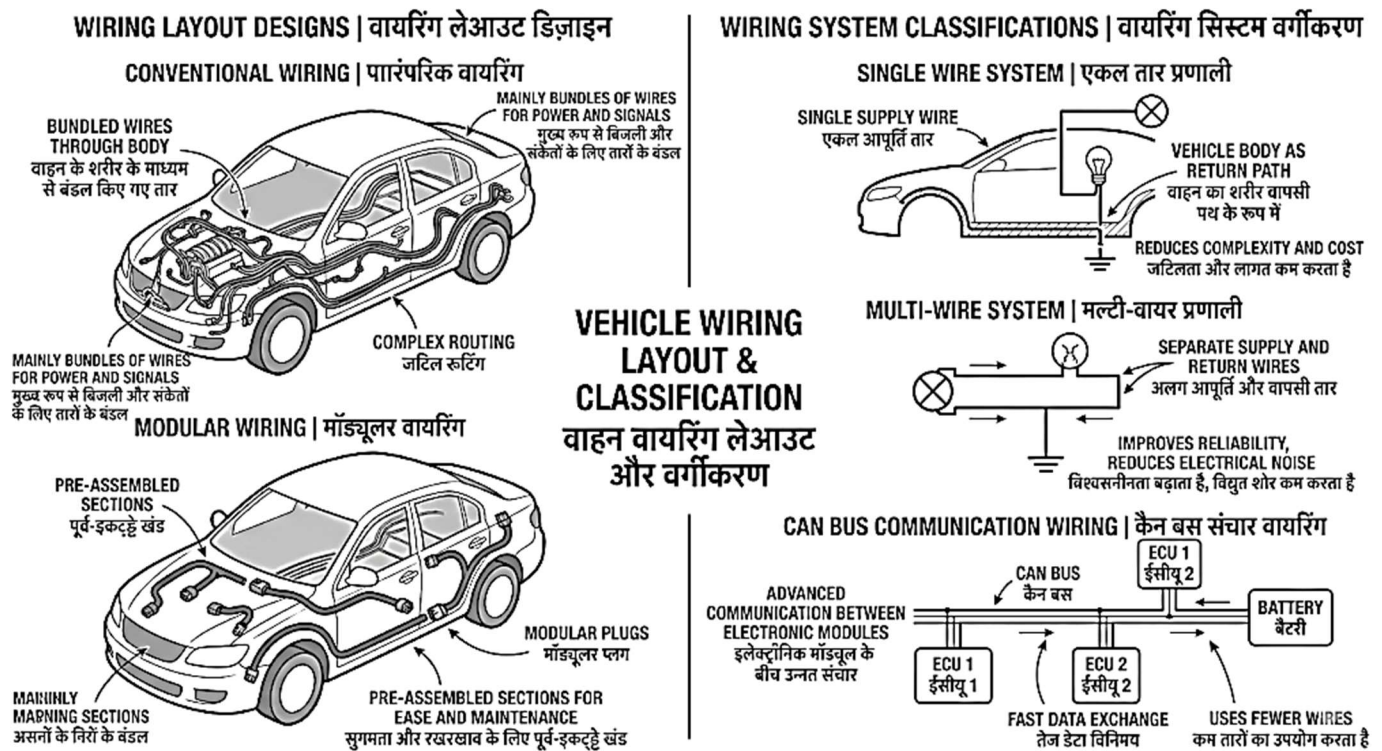 WIRING LAYOUT DESIGNS | वायरिंग लेआउट डिज़ाइन
CONVENTIONAL WIRING | पाारंपरिक वायरिंग
BUNDLED WIRES
THROUGH BODY
वाहन के शरीर के माध्यम
से बंडल किए गए तार
MAINLY BUNDLES OF WIRES
FOR POWER AND SIGNALS
मुख्य रूप से बिजली और
संकेतों के लिए तारों के बंडल
COMPLEX ROUTING
जटिल रूटिंग
MAINLY BUNDLES OF WIRES
FOR POWER AND SIGNALS
मुख्य रूप से बिजली और संकेतों
के लिए तारों के बंडल
MODULAR WIRING | मॉड्यूलर वायरिंग
PRE-ASSEMBLED
SECTIONS
पूर्व-इकट्ठे खंड
MODULAR PLUGS
मॉड्यूलर प्लग
MAINNLY
MARNING SECTIONS
असनों के निरों के बंडल
PRE-ASSEMBLED SECTIONS FOR
EASE AND MAINTENANCE
सुगमता और रखरखाव के लिए पूर्व-इकट्ठे खंड
VEHICLE WIRING
LAYOUT &
CLASSIFICATION
वाहन वायरिंग लेआउट
और वर्गीकरण
WIRING SYSTEM CLASSIFICATIONS | वायरिंग सिस्टम वर्गीकरण
SINGLE WIRE SYSTEM | एकल तार प्रणाली
SINGLE SUPPLY WIRE
एकल आपूर्ति तार
VEHICLE BODY AS
RETURN PATH
वाहन का शरीर वापसी
पथ के रूप में
REDUCES COMPLEXITY AND COST
जटिलता और लागत कम करता है
MULTI-WIRE SYSTEM | मल्टी-वायर प्रणाली
SEPARATE SUPPLY AND
RETURN WIRES
अलग आपूर्ति और वापसी तार
IMPROVES RELIABILITY,
REDUCES ELECTRICAL NOISE
विश्यसनीनता बढ़ाता है, विद्युत शोर कम करता है
CAN BUS COMMUNICATION WIRING | कैन बस संचार वायरिंग
ADVANCED
COMMUNICATION BETWEEN
ELECTRONIC MODULES
इलेक्ट्रॉनिक मॉड्यूल के
बीच उन्नत संचार
CAN BUS
कैन बस
ECU 1
ईसीयू 2
BATTERY
बैटरी
ECU 1
ईसीयू 1
ECU 2
ईसीयू 2
FAST DATA EXCHANGE
तेज डेटा विनिमय
USES FEWER WIRES
कम तारों का उपयोग करता है